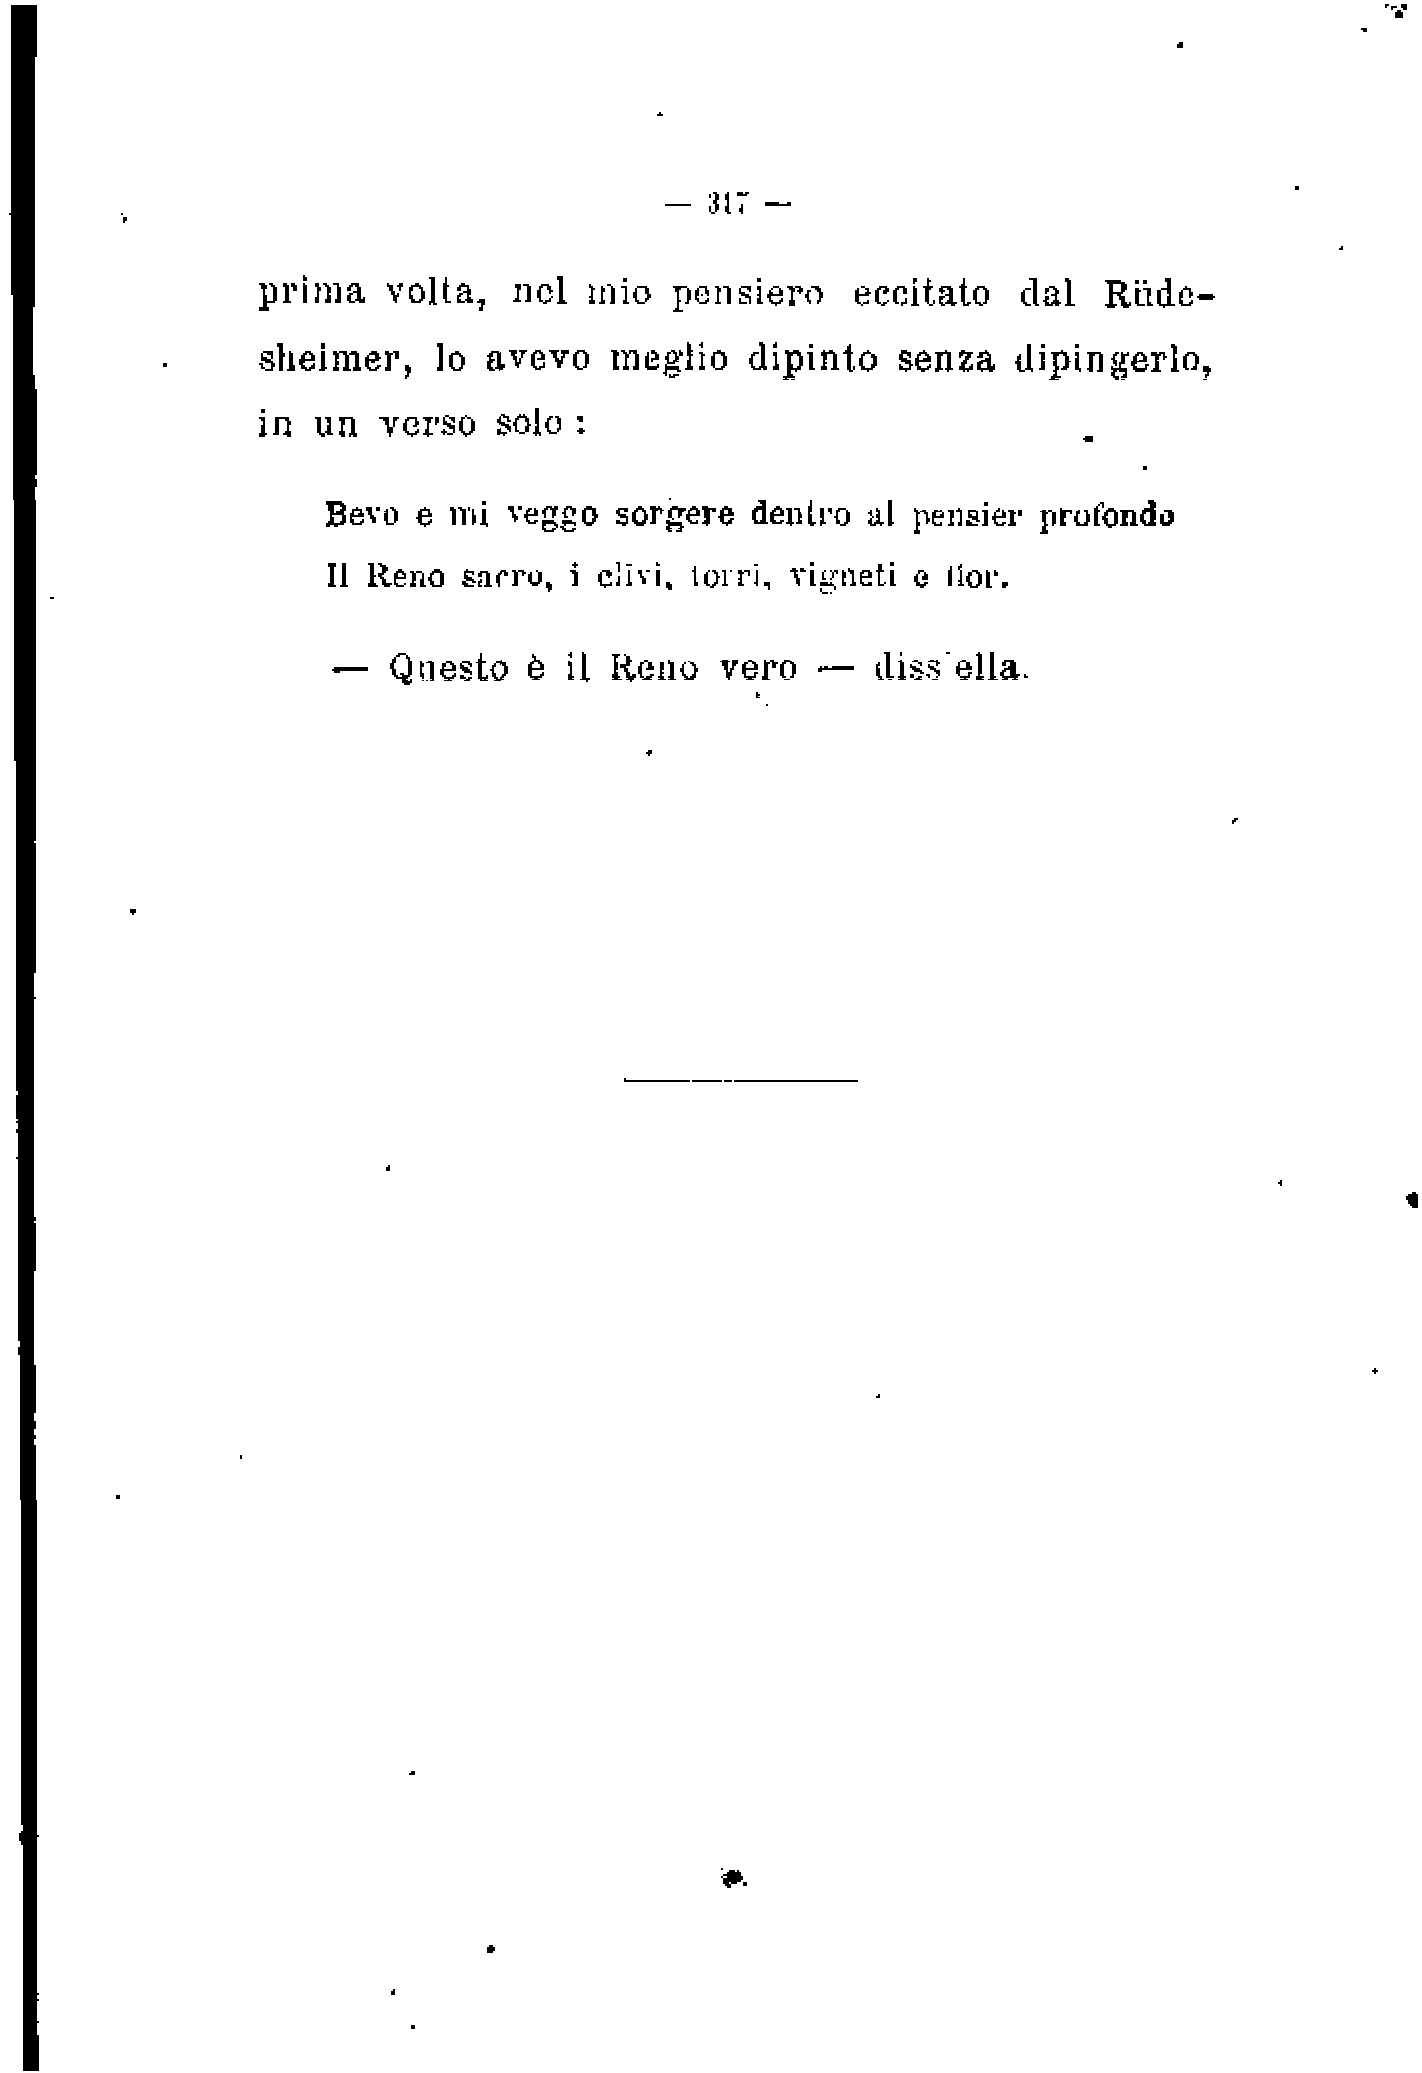 — 317 —
prima volta, nel mio pensiero eccitato dal Rüde-
sheimer, lo avevo meglio dipinto senza dipingerlo,
in un verso solo :
Bevo e mi veggo sorgere dentro al pensier profondo
Il Reno sacro, i clivi, torri, vigneti e fior.
— Questo è il Reno vero — diss'ella.